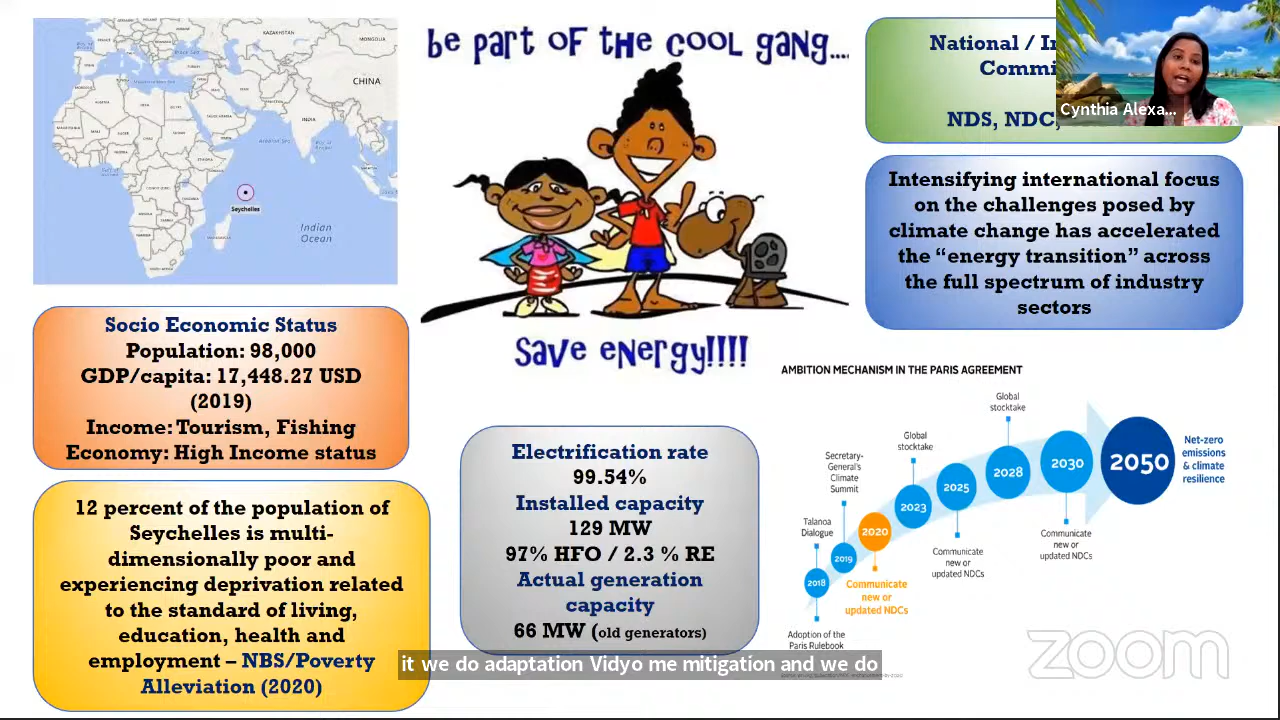 KAZAKHSTAN
MONGOLIA
CHINA
INDIA
Seychelles
Indian
Ocean
be part of the cool gang....
Save energy!!!!
National /
NDS, NDC,
Cynthia Alexa...
Intensifying international focus
on the challenges posed by
climate change has accelerated
the “energy transition” across
the full spectrum of industry
sectors
Socio Economic Status
Population: 98,000
GDP/capita: 17,448.27 USD
(2019)
Income: Tourism, Fishing
Economy: High Income status
12 percent of the population of
Seychelles is multi-
dimensionally poor and
experiencing deprivation related
to the standard of living,
education, health and
employment – NBS/Poverty
Alleviation (2020)
Electrification rate
99.54%
Installed capacity
129 MW
97% HFO / 2.3 % RE
Actual generation
capacity
66 MW (old generators)
AMBITION MECHANISM IN THE PARIS AGREEMENT
2018
Adoption of the
Paris Rulebook
Talanoa
Dialogue
2019
Secretary-
General's
Climate
Summit
2020
Communicate
new or
updated NDCs
2023
Global
stocktake
2025
Communicate
new or
updated NDCs
2028
Global
stocktake
2030
Communicate
new or
updated NDCs
2050
Net-zero
emissions
& climate
resilience
it we do adaptation Vidyo me mitigation and we do
zoom